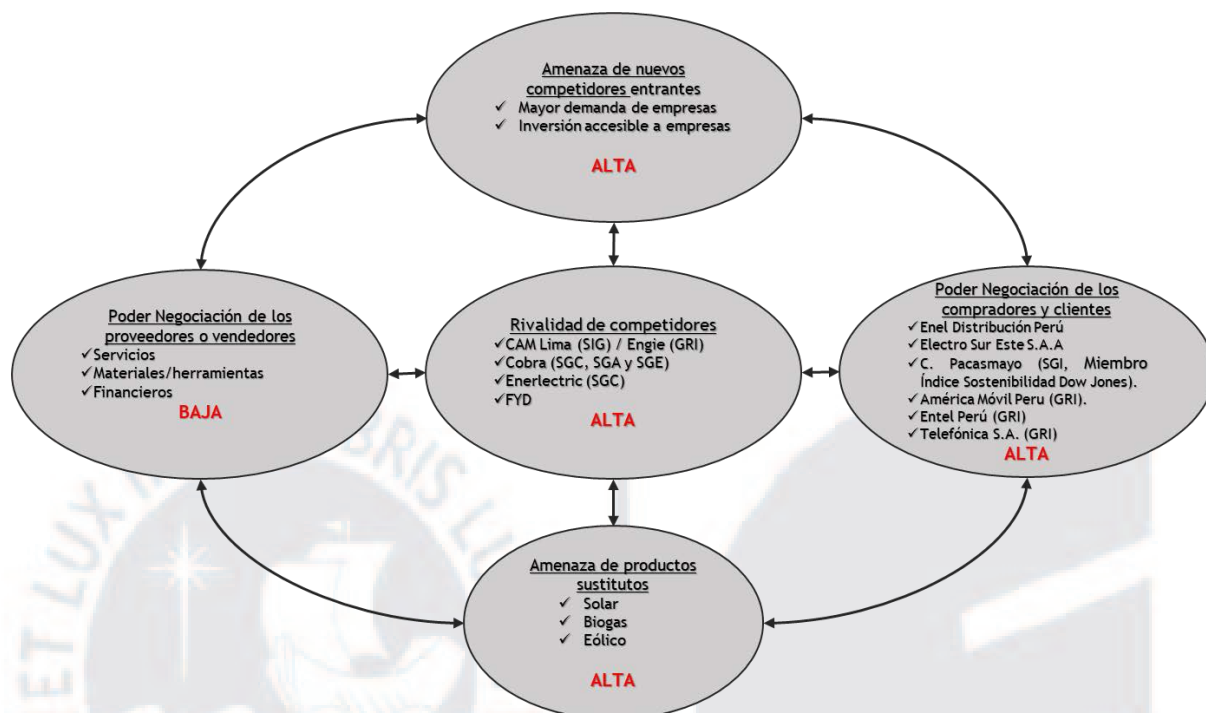 Amenaza de nuevos
competidores entrantes
✓ Mayor demanda de empresas
✓ Inversión accesible a empresas
ALTA
Poder Negociación de los
proveedores o vendedores
✓Servicios
✓Materiales/herramientas
✓Financieros
BAJA
Rivalidad de competidores
✓CAM Lima (SIG) / Engie (GRI)
✓Cobra (SGC, SGA y SGE)
✓Enerlectric (SGC)
✓FYD
ALTA
Poder Negociación de los
compradores y clientes
✓Enel Distribución Perú
✓Electro Sur Este S.A.A
✓C. Pacasmayo (SGI, Miembro
Índice Sostenibilidad Dow Jones).
✓América Móvil Peru (GRI).
✓Entel Perú (GRI)
✓Telefónica S.A. (GRI)
ALTA
Amenaza de productos
sustitutos
✓ Solar
✓ Biogas
✓ Eólico
ALTA
ET LUX
BRIS LU